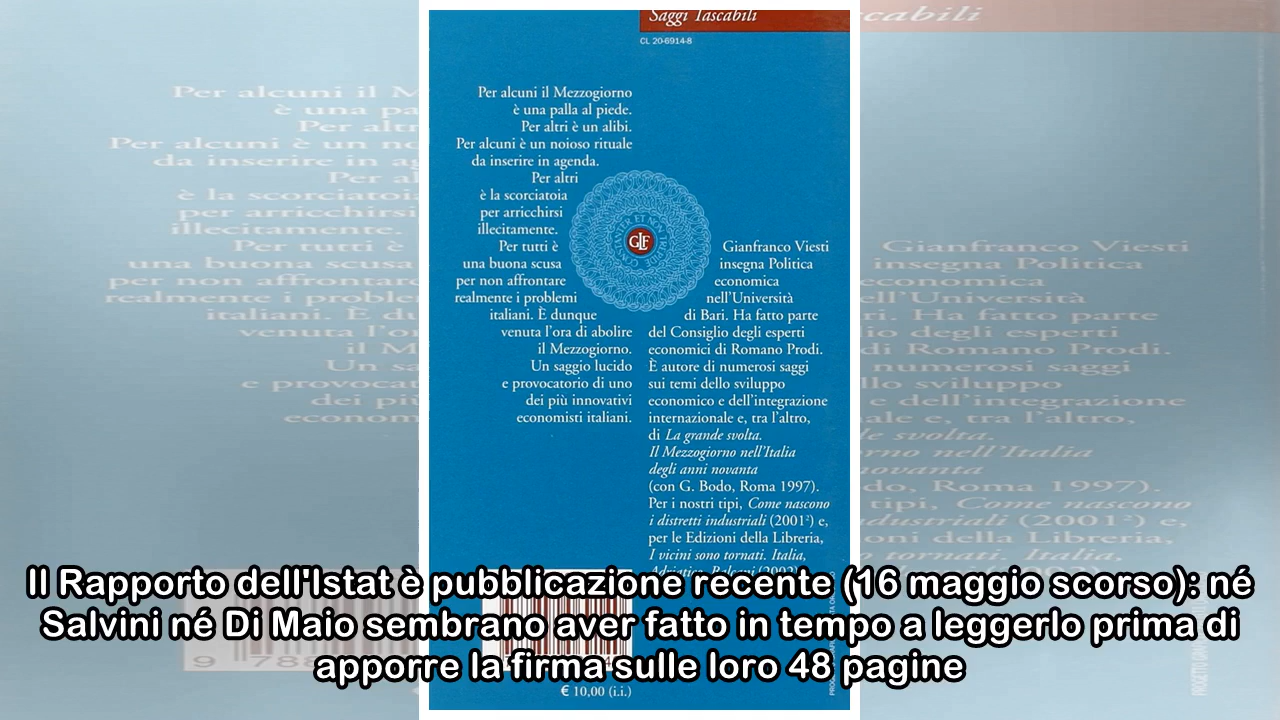 Saggi Tascabili
CL 20-6914-8
Per alcuni il Mezzogiorno
è una palla al piede.
Per altri è un alibi.
Per alcuni è un noioso rituale
da inserire in agenda.
Per altri
è la scorciatoia
per arricchirsi
illecitamente.
Per tutti è
una buona scusa
per non affrontare
realmente i problemi
italiani. È dunque
venuta l'ora di abolire
il Mezzogiorno.
Un saggio lucido
e provocatorio di uno
dei più innovativi
economisti italiani.
GLF
Gianfranco Viesti
insegna Politica
economica
nell'Università
di Bari. Ha fatto parte
del Consiglio degli esperti
economici di Romano Prodi.
È autore di numerosi saggi
sui temi dello sviluppo
economico e dell'integrazione
internazionale e, tra l'altro,
di La grande svolta.
Il Mezzogiorno nell'Italia
degli anni novanta
(con G. Bodo, Roma 1997).
Per i nostri tipi, Come nascono
i distretti industriali (2001²) e,
per le Edizioni della Libreria,
I vicini sono tornati. Italia,
Adriatico, Balcani (2002).
€ 10,00 (i.i.)
Il Rapporto dell'Istat è pubblicazione recente (16 maggio scorso): né
Salvini né Di Maio sembrano aver fatto in tempo a leggerlo prima di
apporre la firma sulle loro 48 pagine